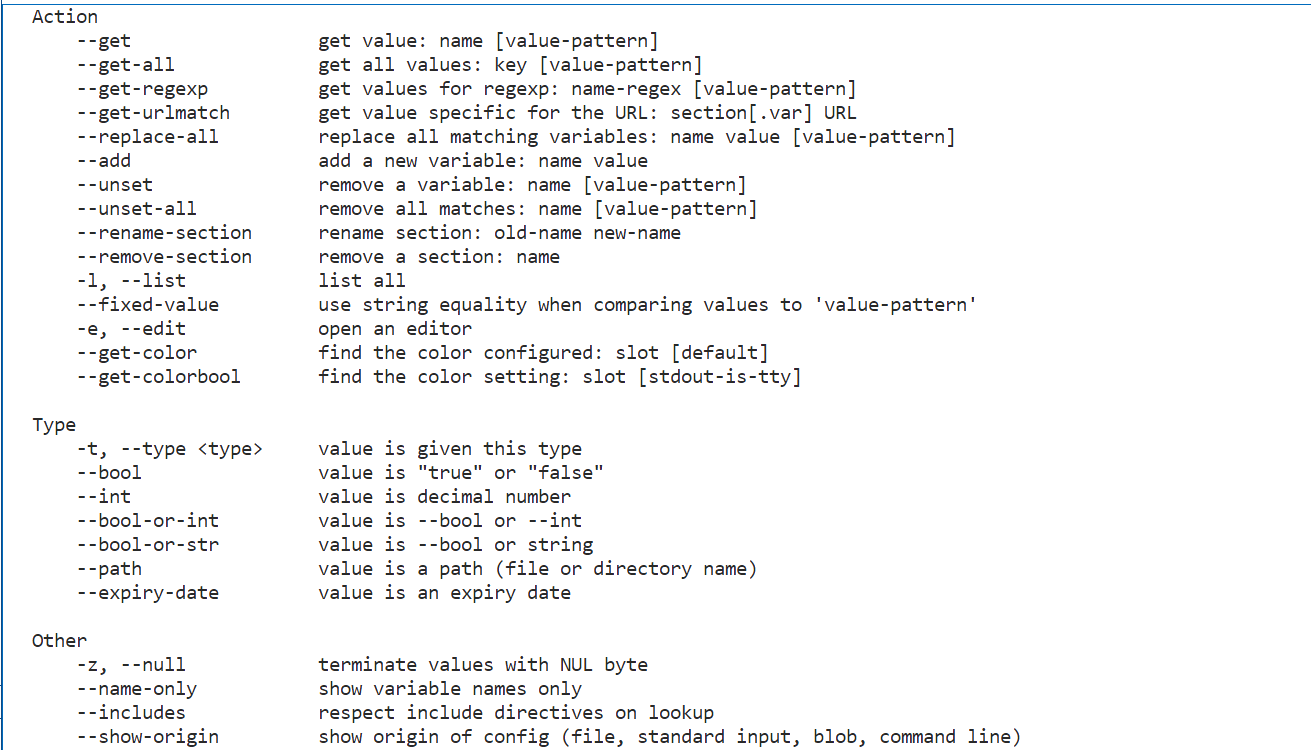 Action
    --get                 get value: name [value-pattern]
    --get-all             get all values: key [value-pattern]
    --get-regexp          get values for regexp: name-regex [value-pattern]
    --get-urlmatch        get value specific for the URL: section[.var] URL
    --replace-all         replace all matching variables: name value [value-pattern]
    --add                 add a new variable: name value
    --unset               remove a variable: name [value-pattern]
    --unset-all           remove all matches: name [value-pattern]
    --rename-section      rename section: old-name new-name
    --remove-section      remove a section: name
    -l, --list            list all
    --fixed-value         use string equality when comparing values to 'value-pattern'
    -e, --edit            open an editor
    --get-color           find the color configured: slot [default]
    --get-colorbool       find the color setting: slot [stdout-is-tty]

Type
    -t, --type <type>     value is given this type
    --bool                value is "true" or "false"
    --int                 value is decimal number
    --bool-or-int         value is --bool or --int
    --bool-or-str         value is --bool or string
    --path                value is a path (file or directory name)
    --expiry-date         value is an expiry date

Other
    -z, --null            terminate values with NUL byte
    --name-only           show variable names only
    --includes            respect include directives on lookup
    --show-origin         show origin of config (file, standard input, blob, command line)